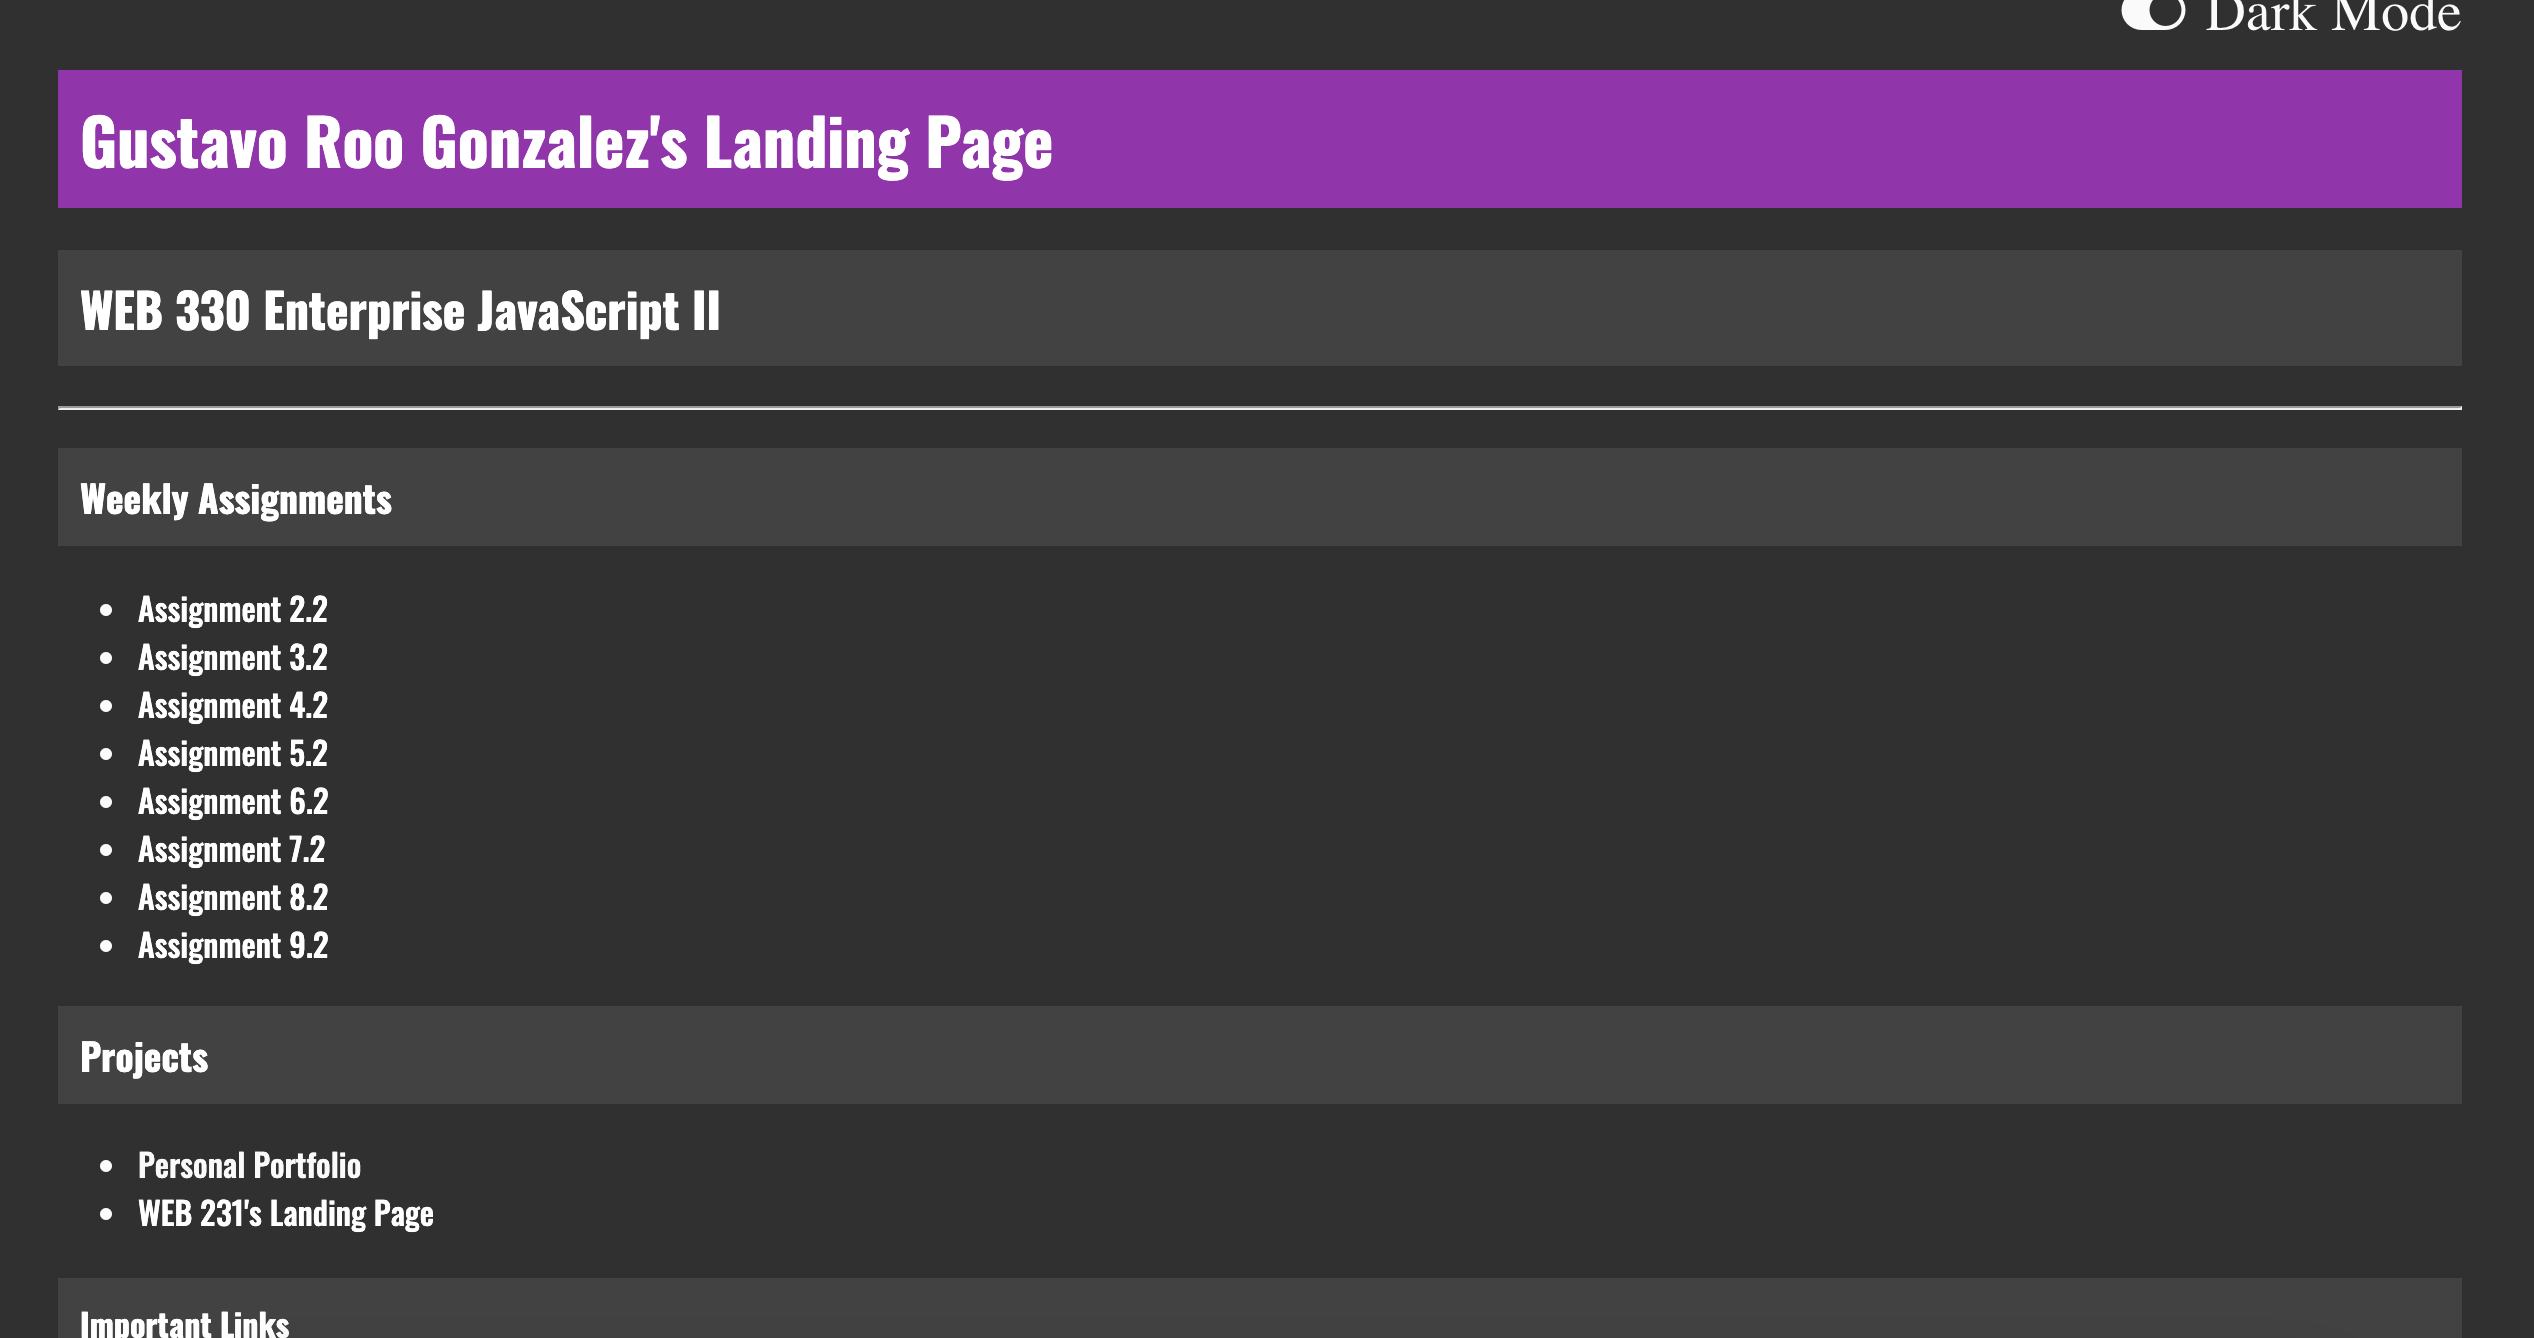 Dark Mode
Gustavo Roo Gonzalez's Landing Page
WEB 330 Enterprise JavaScript II
Weekly Assignments
Assignment 2.2
Assignment 3.2
Assignment 4.2
Assignment 5.2
Assignment 6.2
Assignment 7.2
Assignment 8.2
Assignment 9.2
Projects
Personal Portfolio
WEB 231's Landing Page
Important Links